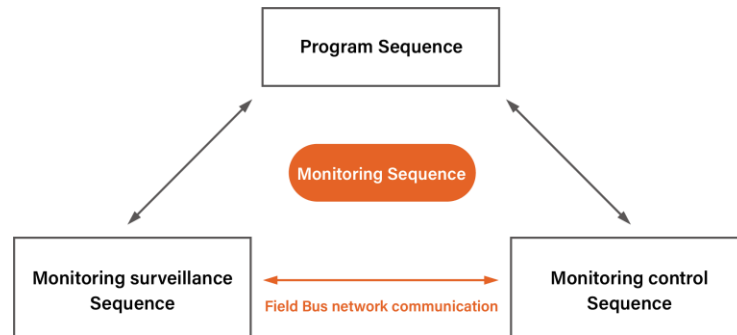 Program Sequence
Monitoring Sequence
Monitoring surveillance
Sequence
Field Bus network communication
Monitoring control
Sequence